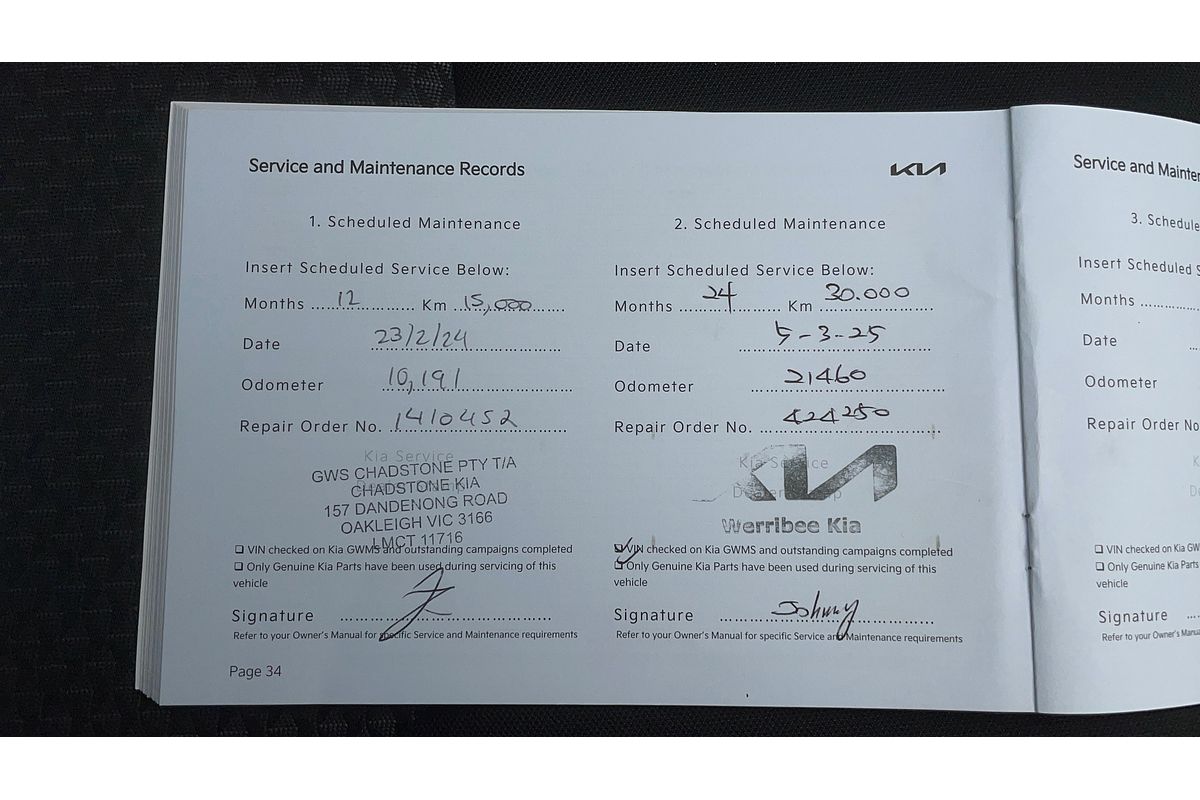 Service and Maintenance Records
KIA
1. Scheduled Maintenance
Insert Scheduled Service Below:
Months 12 Km 15,000
Date 23/2/24
Odometer 10,191
Repair Order No. 1410452
Kia Service
GWS CHADSTONE PTY T/A
CHADSTONE KIA
157 DANDENONG ROAD
OAKLEIGH VIC 3166
LMCT 11716
❑ VIN checked on Kia GWMS and outstanding campaigns completed
❑ Only Genuine Kia Parts have been used during servicing of this
vehicle
Signature
Refer to your Owner's Manual for specific Service and Maintenance requirements
Page 34
2. Scheduled Maintenance
Insert Scheduled Service Below:
Months 24 Km 30.000
Date 5-3-25
Odometer 21460
Repair Order No. 424250
Kia Service
KIA
Werribee Kia
❑ VIN checked on Kia GWMS and outstanding campaigns completed
❑ Only Genuine Kia Parts have been used during servicing of this
vehicle
Signature Johnny
Refer to your Owner's Manual for specific Service and Maintenance requirements
Service and
3.
Insert Scheduled
Months
Date
Odometer
Repair Order No
❑ VIN checked on Kia
❑ Only Genuine Kia Parts
vehicle
Signature
Refer to your Owner's